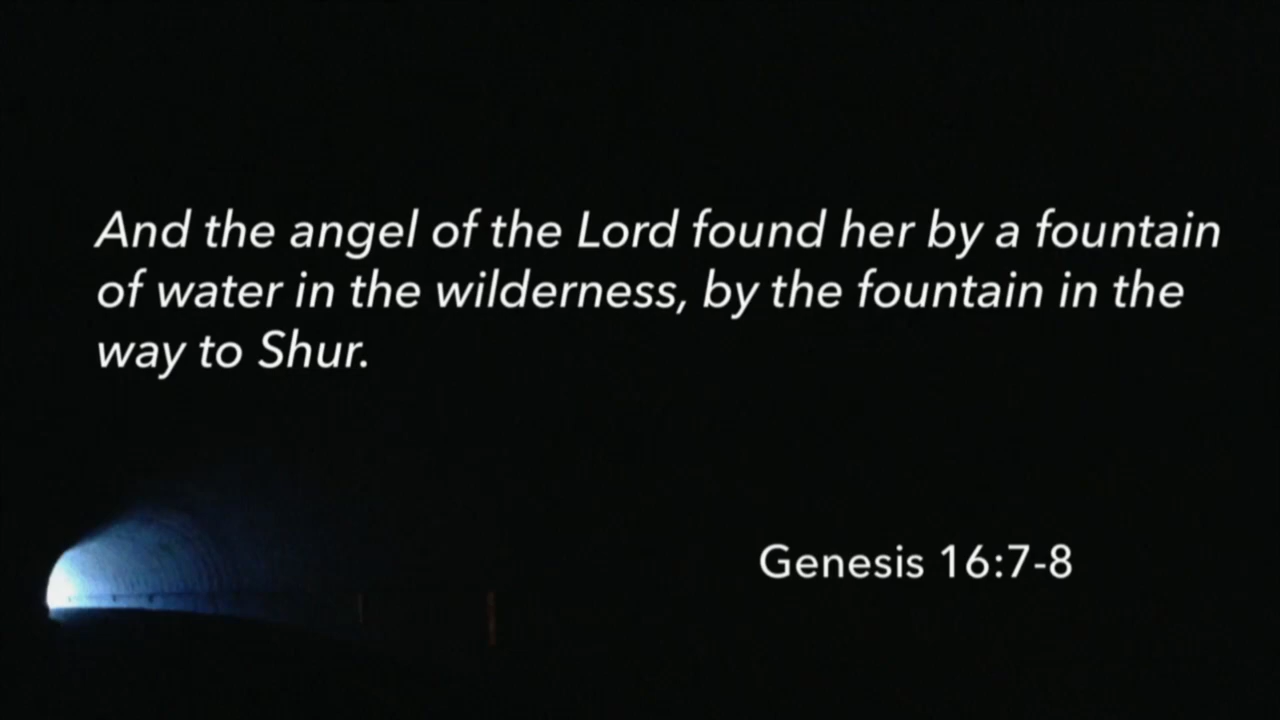 And the angel of the Lord found her by a fountain
of water in the wilderness, by the fountain in the
way to Shur.
Genesis 16:7-8